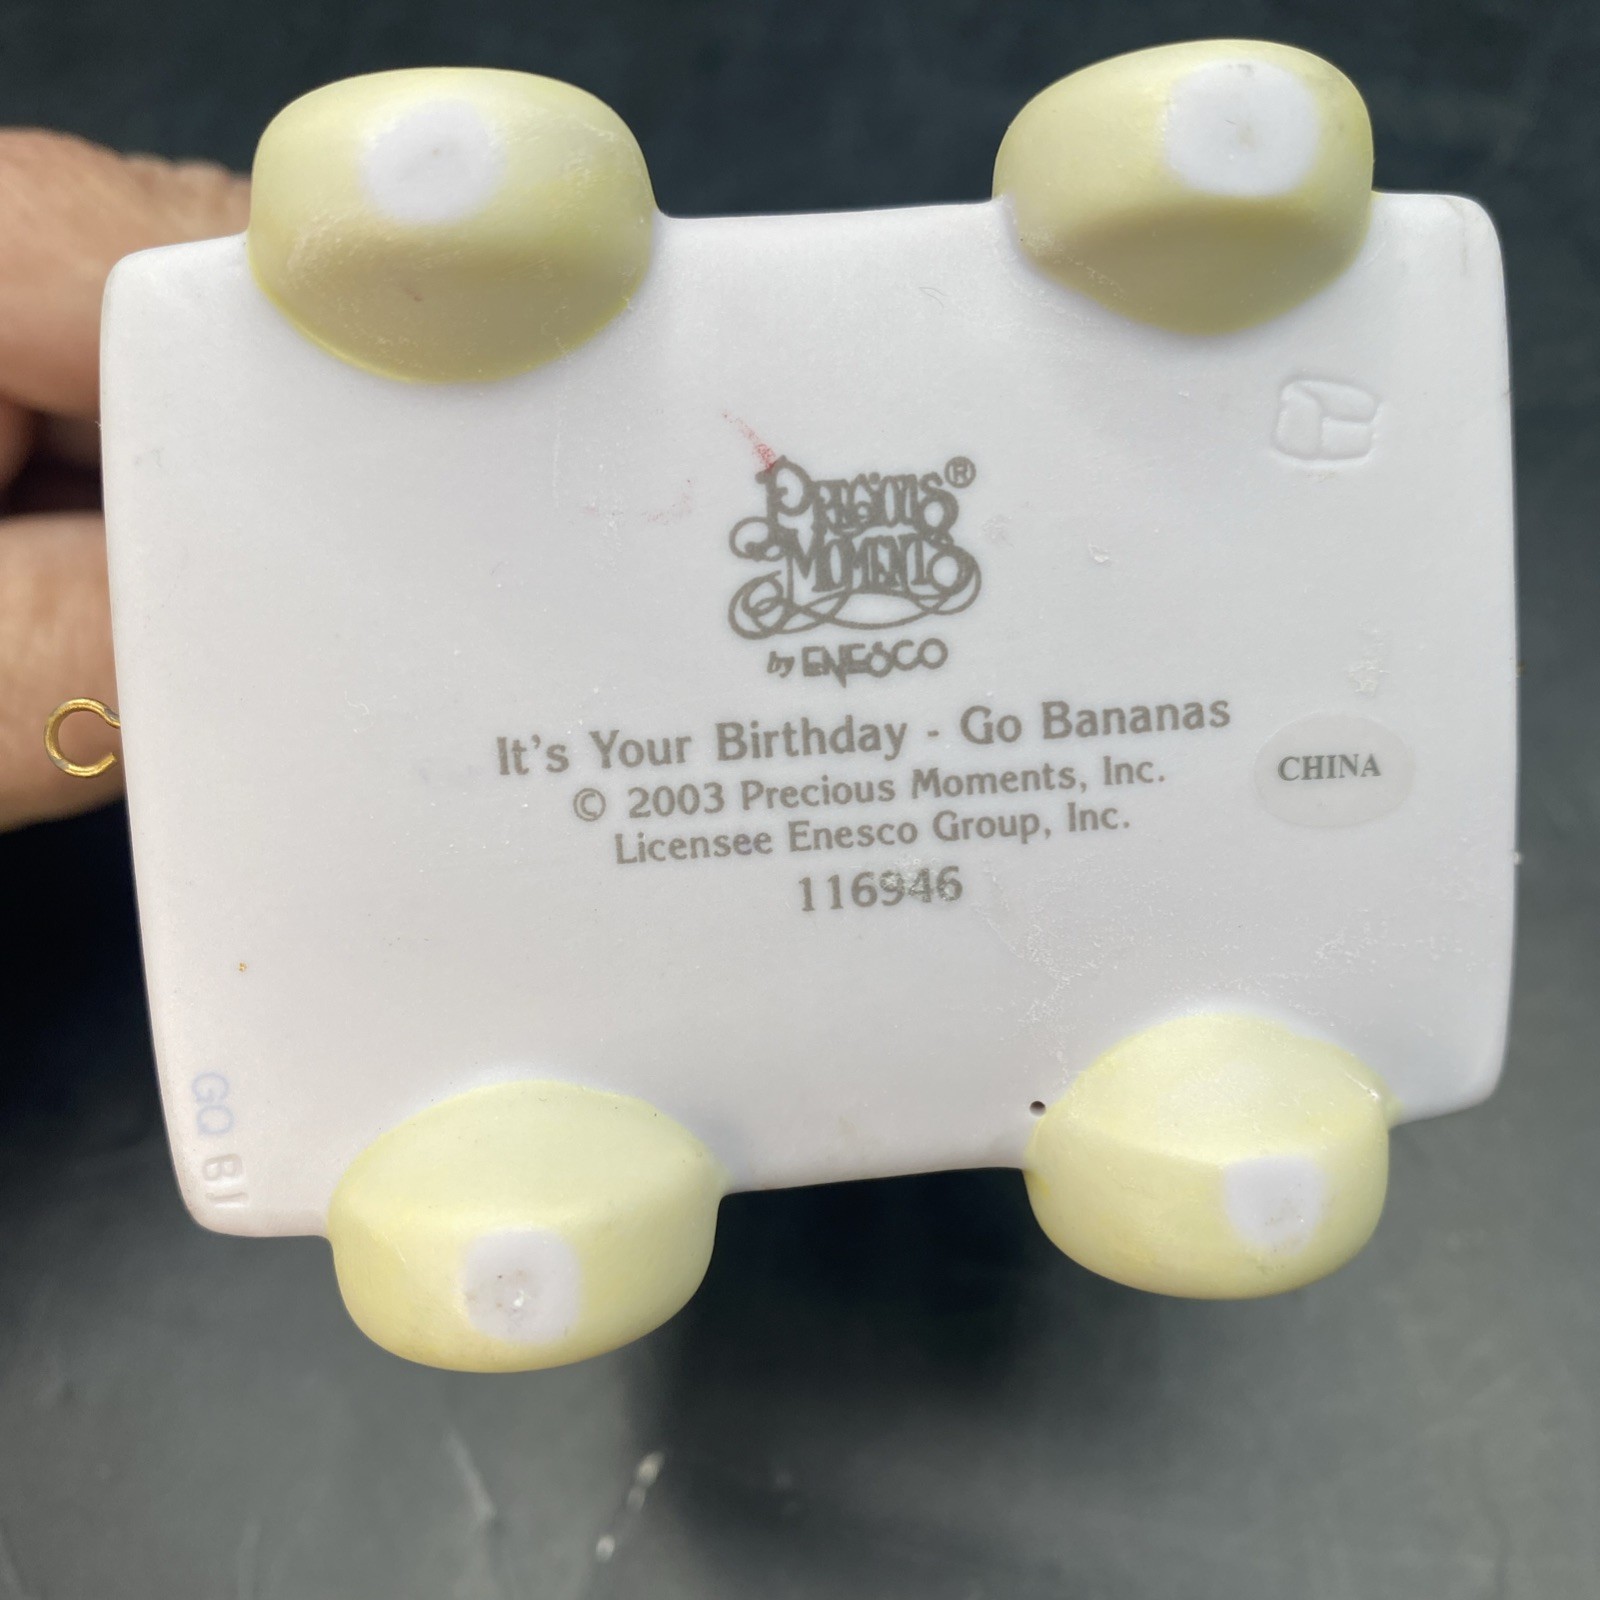 PRECIOUS®
MOMENTS
by ENESCO
It's Your Birthday - Go Bananas
© 2003 Precious Moments, Inc.
Licensee Enesco Group, Inc.
116946
CHINA